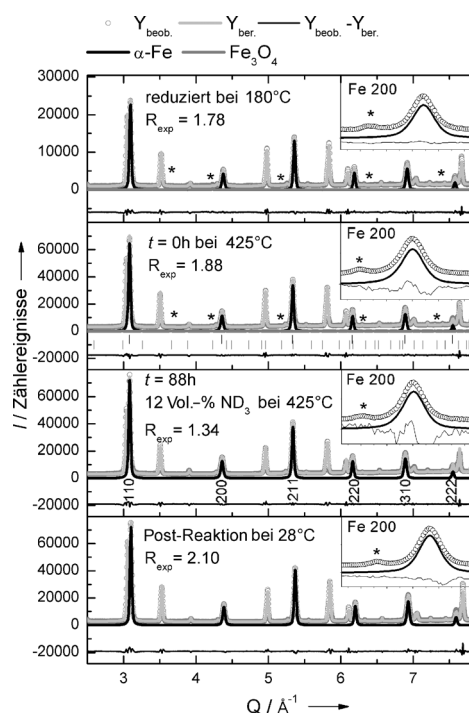 Y_beob. Y_ber. Y_beob. -Y_ber.
α-Fe Fe₃O₄
30000
20000
10000
0
reduziert bei 180°C
R_exp = 1.78
* * * * *
Fe 200
*
80000
60000
40000
20000
0
-20000
t = 0h bei 425°C
R_exp = 1.88
* * * * *
Fe 200
*
80000
60000
40000
20000
0
-20000
t = 88h
12 Vol.-% ND₃ bei 425°C
R_exp = 1.34
Fe 200
*
110 200 211 220 310 222
80000
60000
40000
20000
0
-20000
Post-Reaktion bei 28°C
R_exp = 2.10
Fe 200
*
I / Zählereignisse
3 4 5 6 7
Q / Å⁻¹